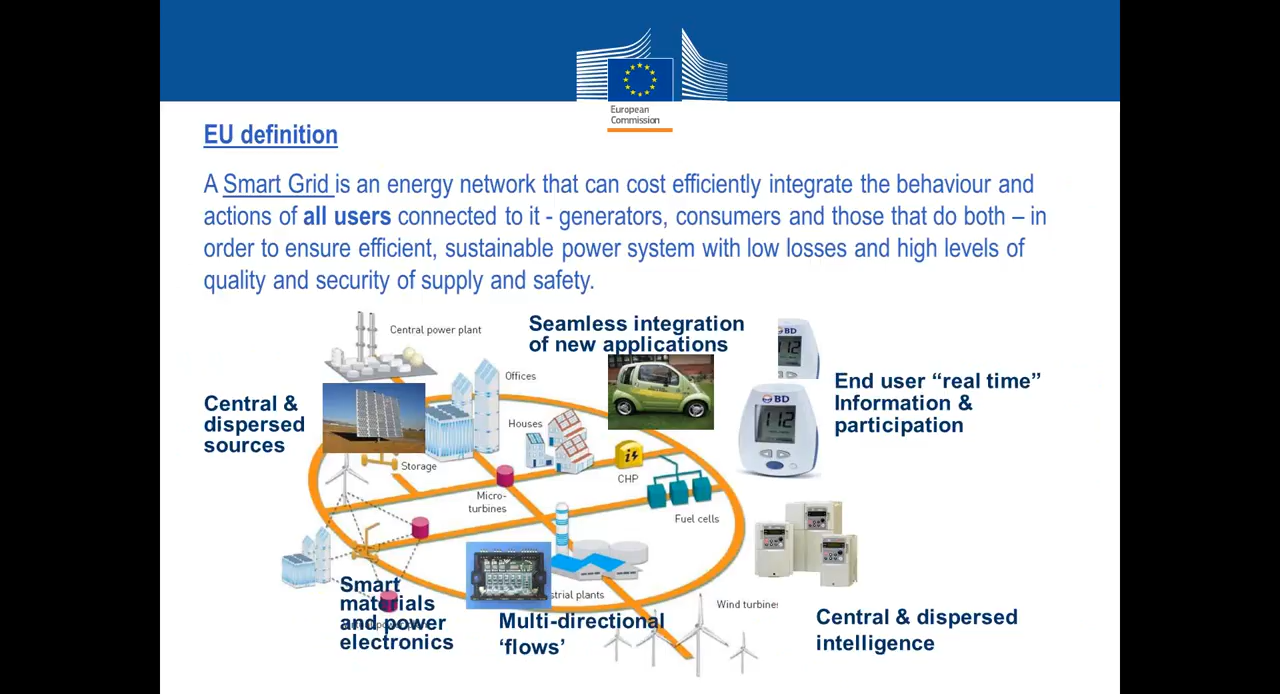 European
Commission
EU definition
A Smart Grid is an energy network that can cost efficiently integrate the behaviour and
actions of all users connected to it - generators, consumers and those that do both – in
order to ensure efficient, sustainable power system with low losses and high levels of
quality and security of supply and safety.
Central power plant
Seamless integration
of new applications
BD
112
Offices
End user “real time”
Information &
participation
Central &
dispersed
sources
BD
112
Houses
Storage
CHP
Micro-
turbines
Fuel cells
Smart
materials
and power
electronics
plants
Wind turbines
Multi-directional
‘flows’
Central & dispersed
intelligence